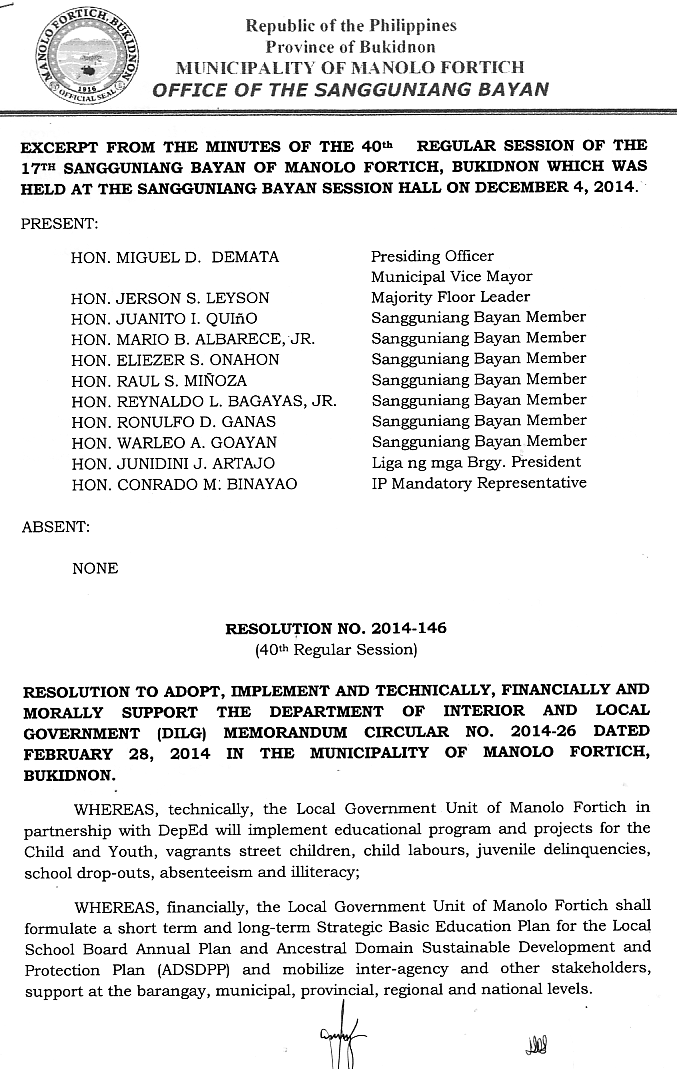 MANOLO FORTICH, BUKIDNON
1916
OFFICIAL SEAL
Republic of the Philippines
Province of Bukidnon
MUNICIPALITY OF MANOLO FORTICH
OFFICE OF THE SANGGUNIANG BAYAN
EXCERPT FROM THE MINUTES OF THE 40th REGULAR SESSION OF THE
17TH SANGGUNIANG BAYAN OF MANOLO FORTICH, BUKIDNON WHICH WAS
HELD AT THE SANGGUNIANG BAYAN SESSION HALL ON DECEMBER 4, 2014.
PRESENT:
HON. MIGUEL D. DEMATA Presiding Officer
Municipal Vice Mayor
HON. JERSON S. LEYSON Majority Floor Leader
HON. JUANITO I. QUIñO Sangguniang Bayan Member
HON. MARIO B. ALBARECE, JR. Sangguniang Bayan Member
HON. ELIEZER S. ONAHON Sangguniang Bayan Member
HON. RAUL S. MIÑOZA Sangguniang Bayan Member
HON. REYNALDO L. BAGAYAS, JR. Sangguniang Bayan Member
HON. RONULFO D. GANAS Sangguniang Bayan Member
HON. WARLEO A. GOAYAN Sangguniang Bayan Member
HON. JUNIDINI J. ARTAJO Liga ng mga Brgy. President
HON. CONRADO M. BINAYAO IP Mandatory Representative
ABSENT:
NONE
RESOLUTION NO. 2014-146
(40th Regular Session)
RESOLUTION TO ADOPT, IMPLEMENT AND TECHNICALLY, FINANCIALLY AND
MORALLY SUPPORT THE DEPARTMENT OF INTERIOR AND LOCAL
GOVERNMENT (DILG) MEMORANDUM CIRCULAR NO. 2014-26 DATED
FEBRUARY 28, 2014 IN THE MUNICIPALITY OF MANOLO FORTICH,
BUKIDNON.
WHEREAS, technically, the Local Government Unit of Manolo Fortich in
partnership with DepEd will implement educational program and projects for the
Child and Youth, vagrants street children, child labours, juvenile delinquencies,
school drop-outs, absenteeism and illiteracy;
WHEREAS, financially, the Local Government Unit of Manolo Fortich shall
formulate a short term and long-term Strategic Basic Education Plan for the Local
School Board Annual Plan and Ancestral Domain Sustainable Development and
Protection Plan (ADSDPP) and mobilize inter-agency and other stakeholders,
support at the barangay, municipal, provincial, regional and national levels.